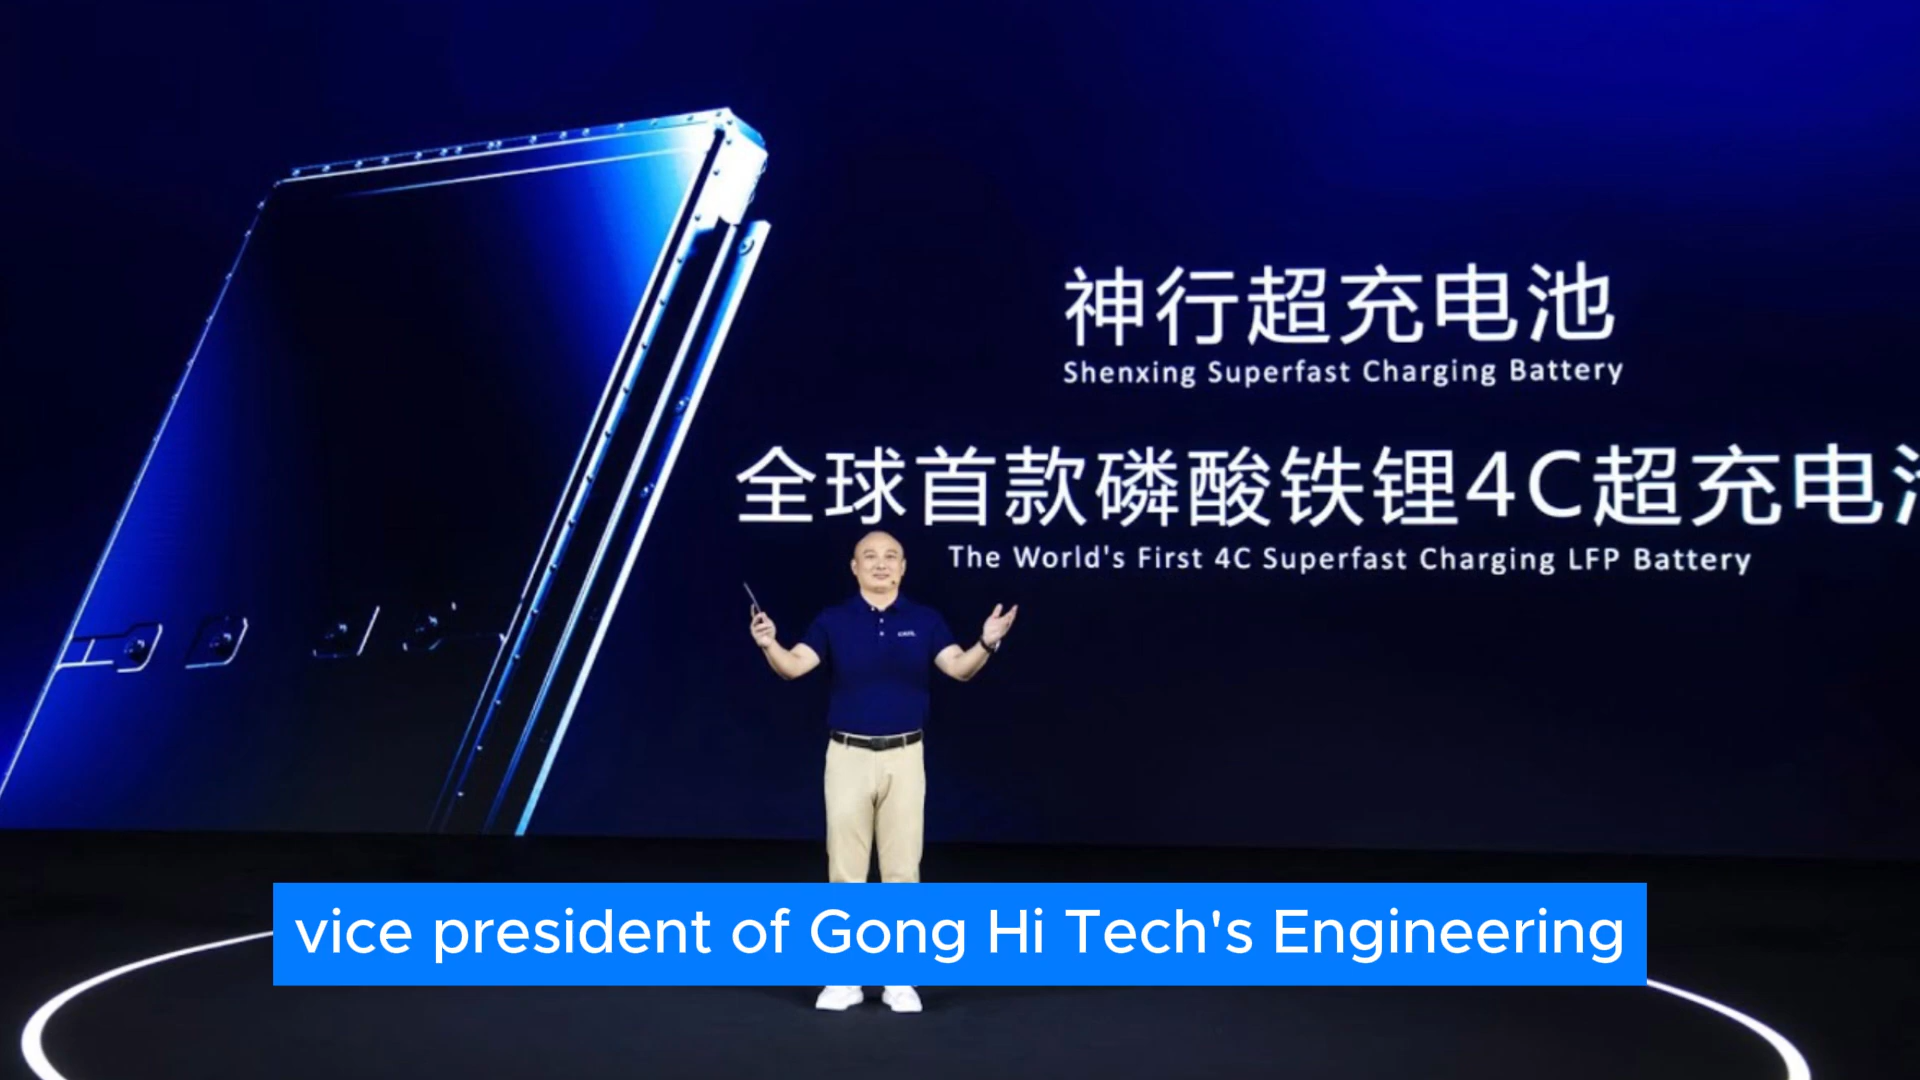 神行超充电池
Shenxing Superfast Charging Battery
全球首款磷酸铁锂4C超充电池
The World's First 4C Superfast Charging LFP Battery
CATL
vice president of Gong Hi Tech's Engineering